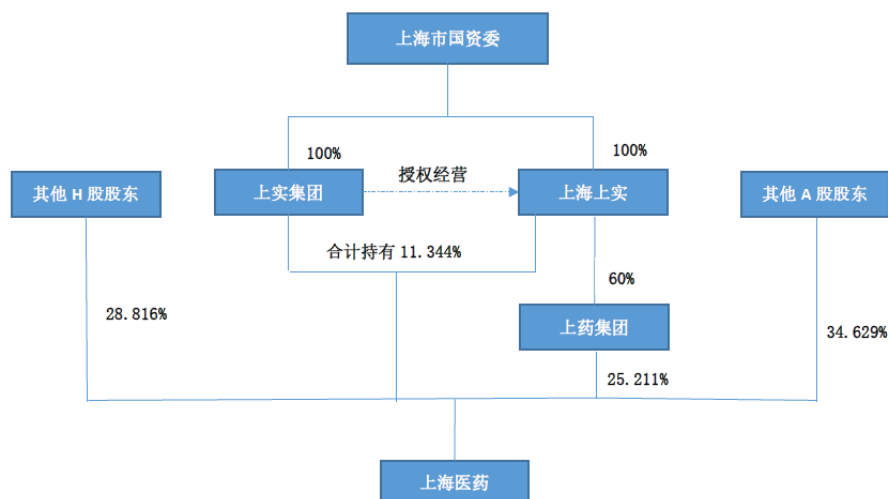 上海市国资委
100%
100%
其他 H 股股东
上实集团
授权经营
上海上实
其他 A 股股东
合计持有 11.344%
60%
28.816%
上药集团
34.629%
25.211%
上海医药